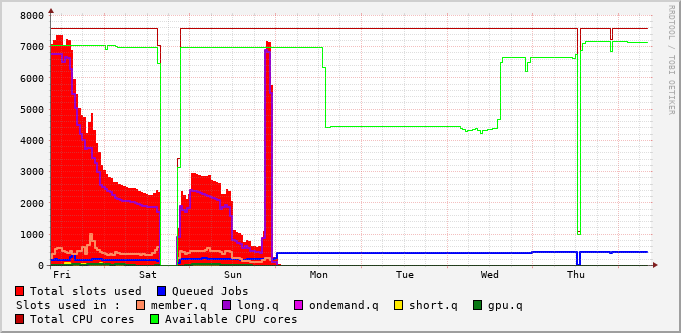 8000
7000
6000
5000
4000
3000
2000
1000
0
Fri Sat Sun Mon Tue Wed Thu
RRDTOOL / TOBI OETIKER
Total slots used Queued Jobs
Slots used in : member.q long.q ondemand.q short.q gpu.q
Total CPU cores Available CPU cores